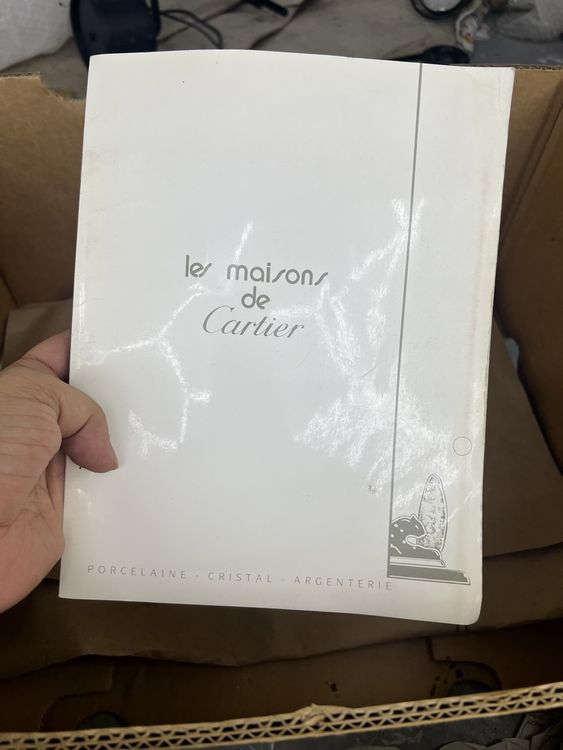 les maisons
de
Cartier
PORCELAINE - CRISTAL - ARGENTERIE